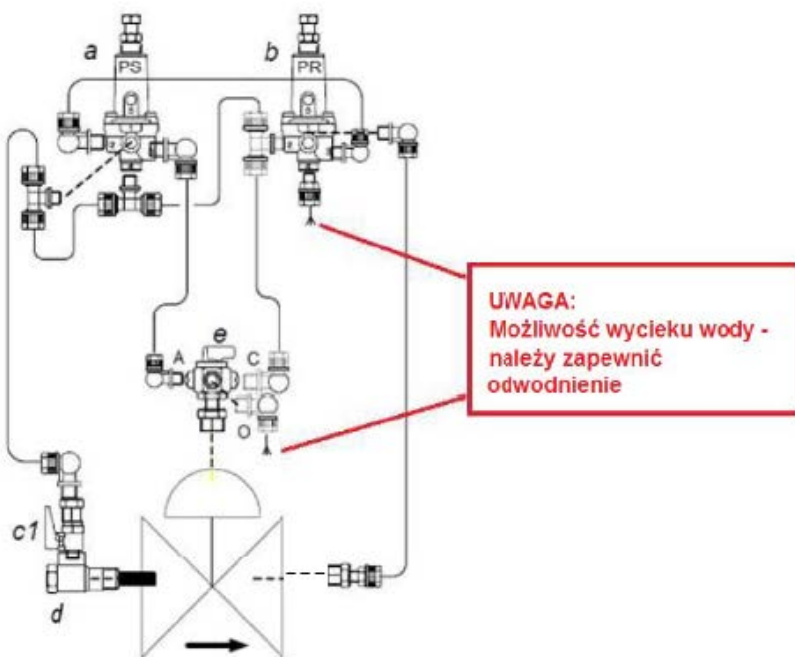 a
PS
b
PR
UWAGA:
Możliwość wycieku wody -
należy zapewnić
odwodnienie
e
A
C
O
c1
d